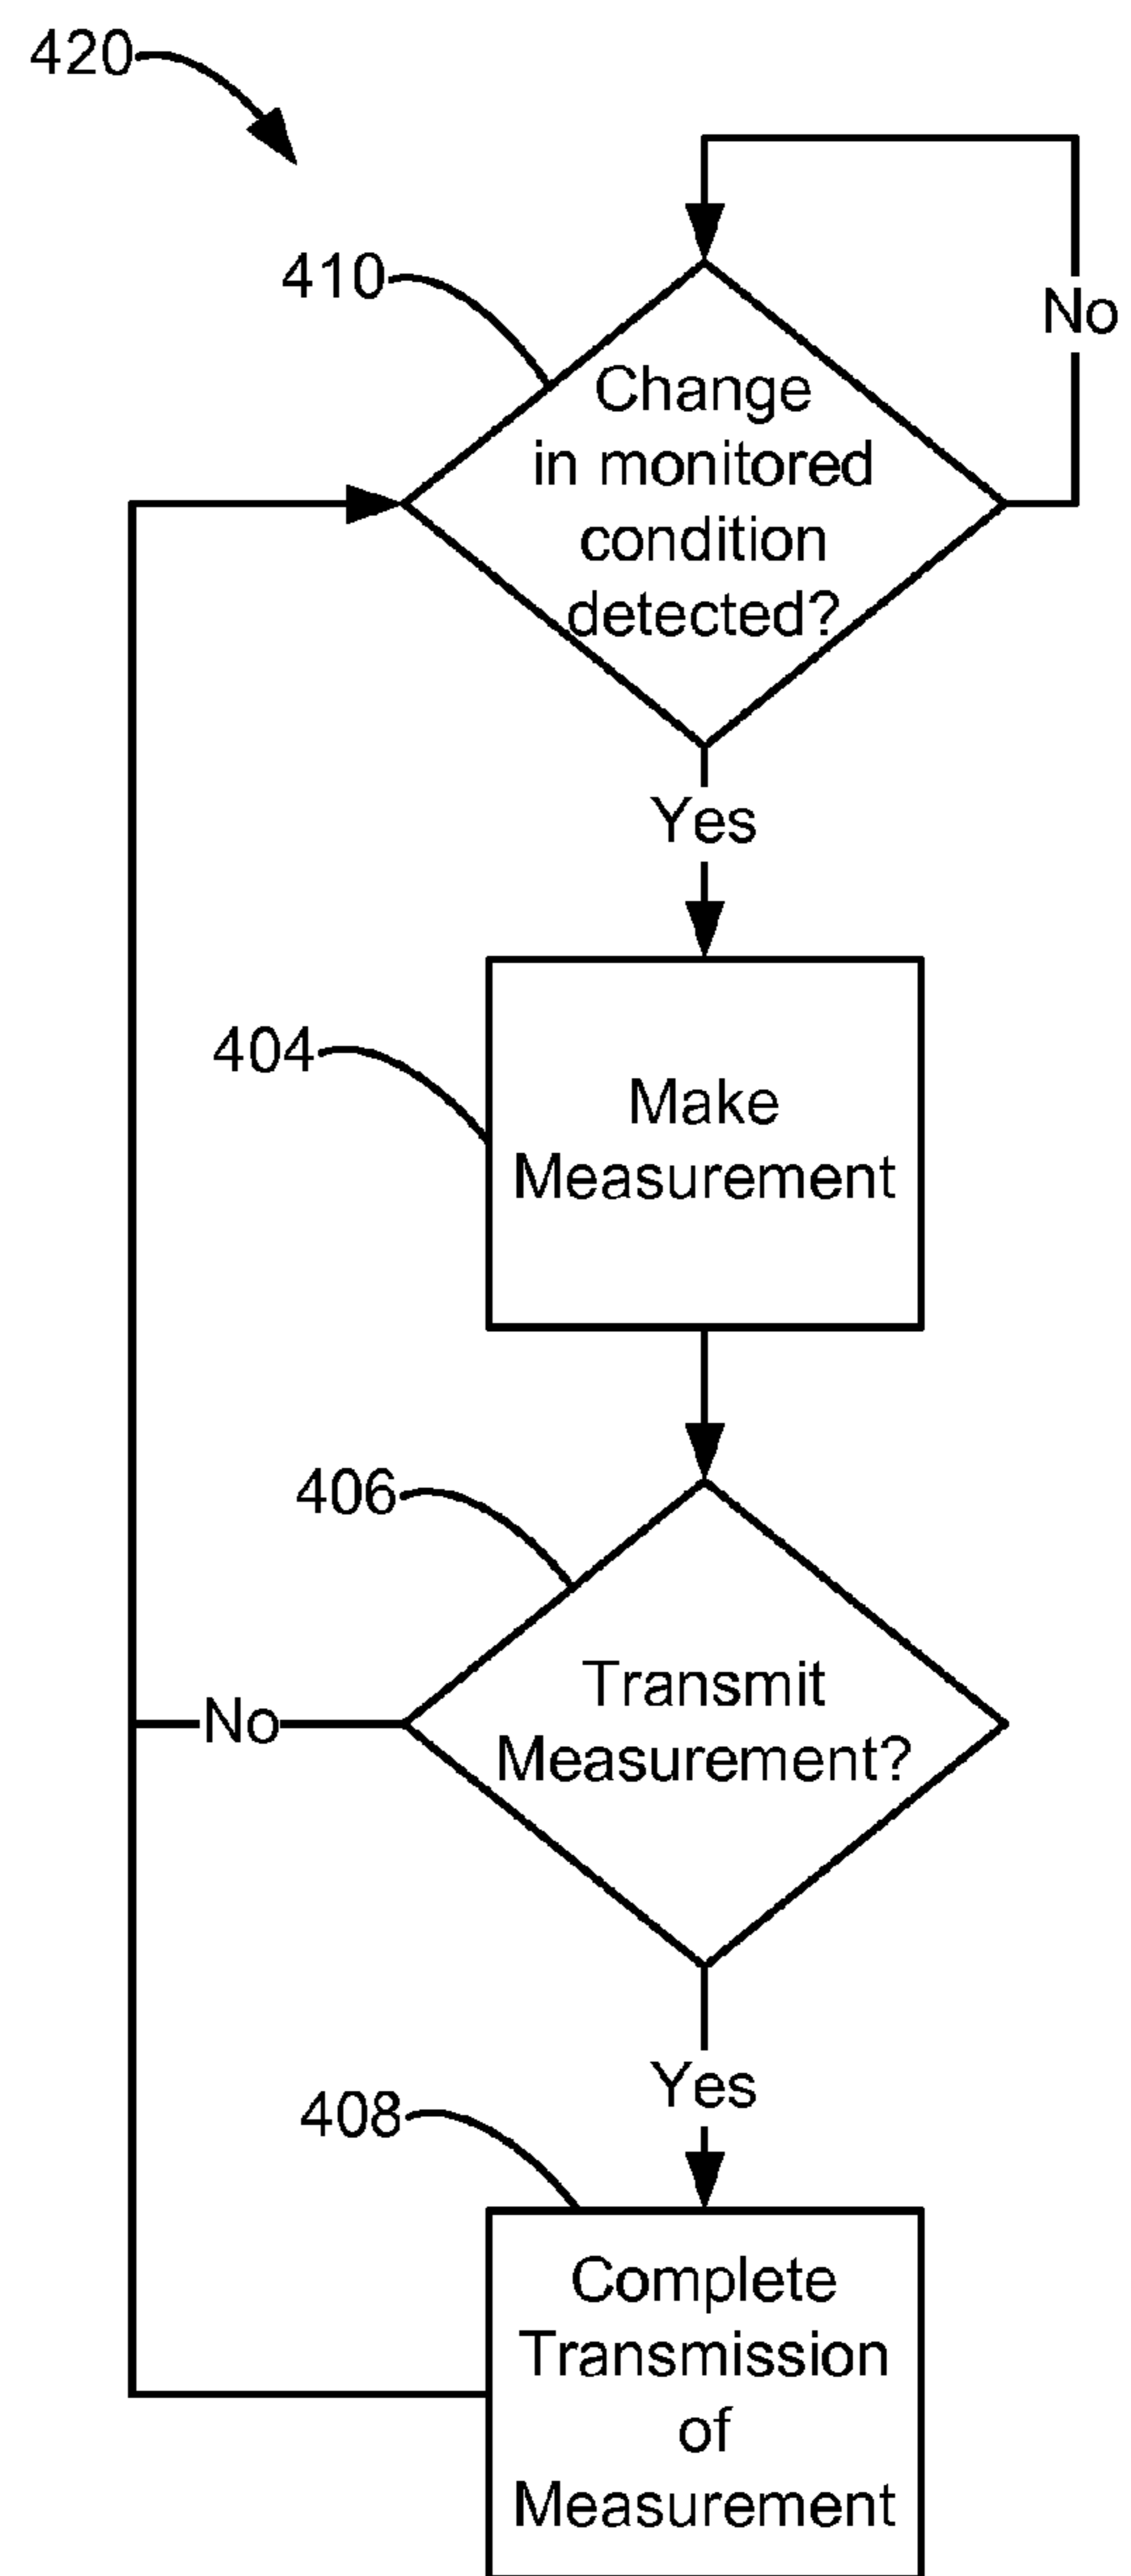 420
410
No
Change
in monitored
condition
detected?
Yes
404
Make
Measurement
406
Transmit
Measurement?
No
Yes
408
Complete
Transmission
of
Measurement